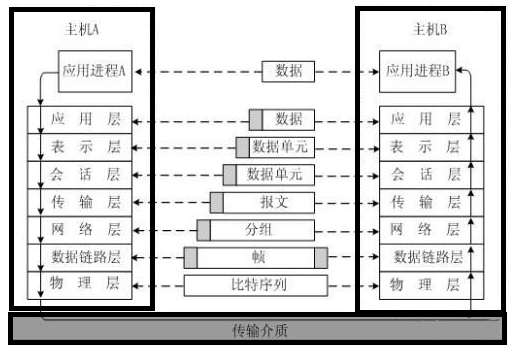 主机A 主机B
应用进程A 数据 应用进程B
应用层 数据 应用层
表示层 数据单元 表示层
会话层 数据单元 会话层
传输层 报文 传输层
网络层 分组 网络层
数据链路层 帧 数据链路层
物理层 比特序列 物理层
传输介质